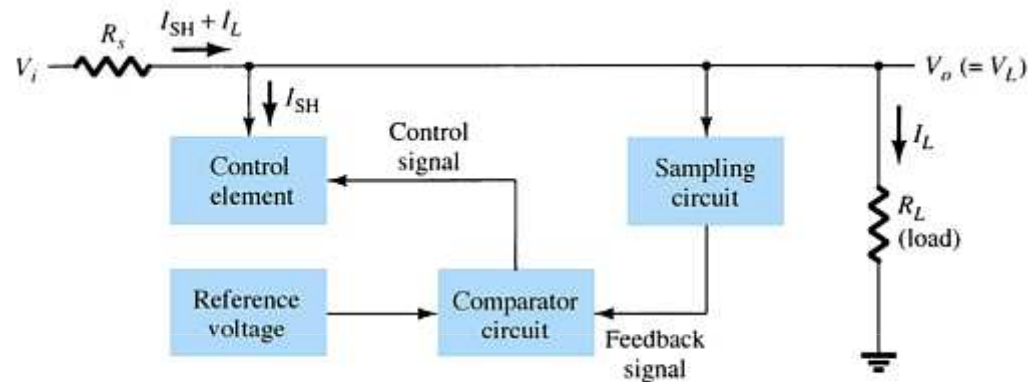 I_SH + I_L
R_s
V_i
V_o (= V_L)
I_SH
I_L
Control
signal
Control
element
Sampling
circuit
R_L
(load)
Reference
voltage
Comparator
circuit
Feedback
signal